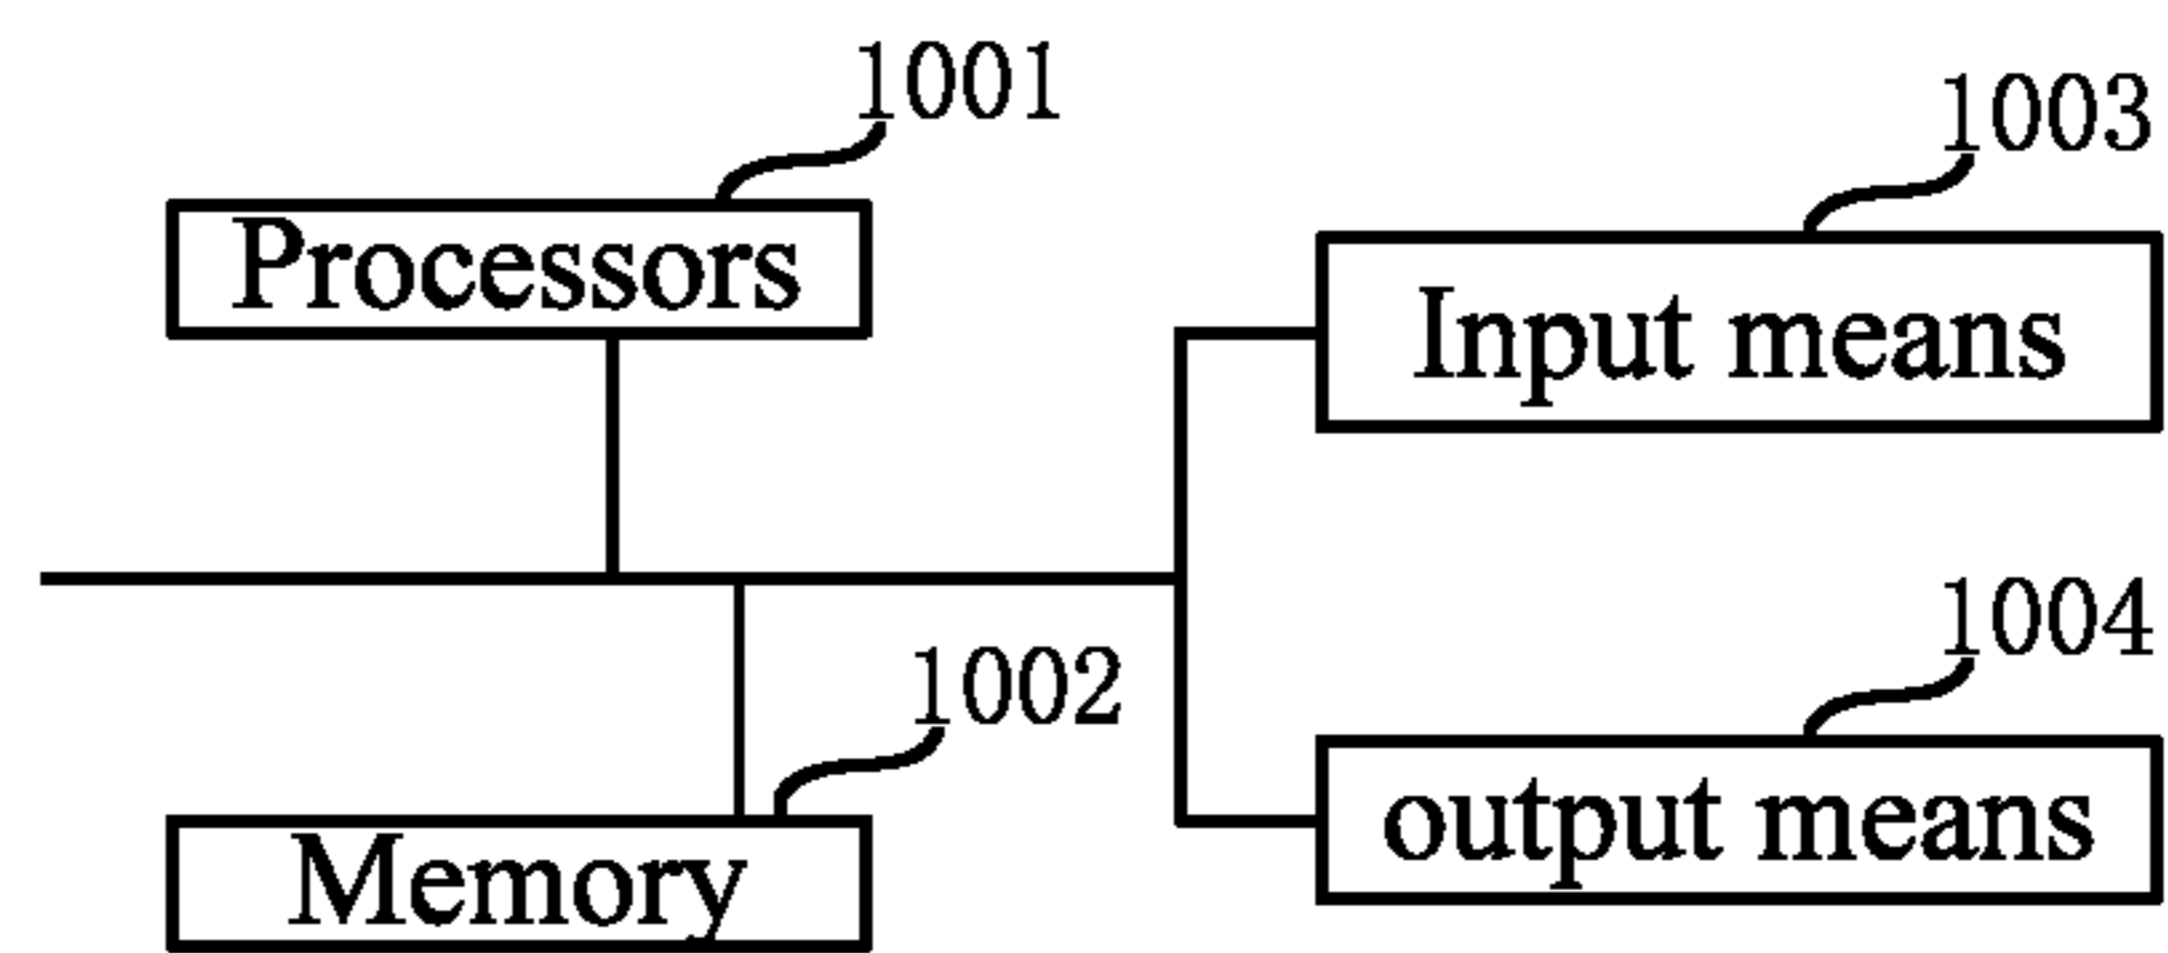 1001
Processors
1003
Input means
1002
Memory
1004
output means